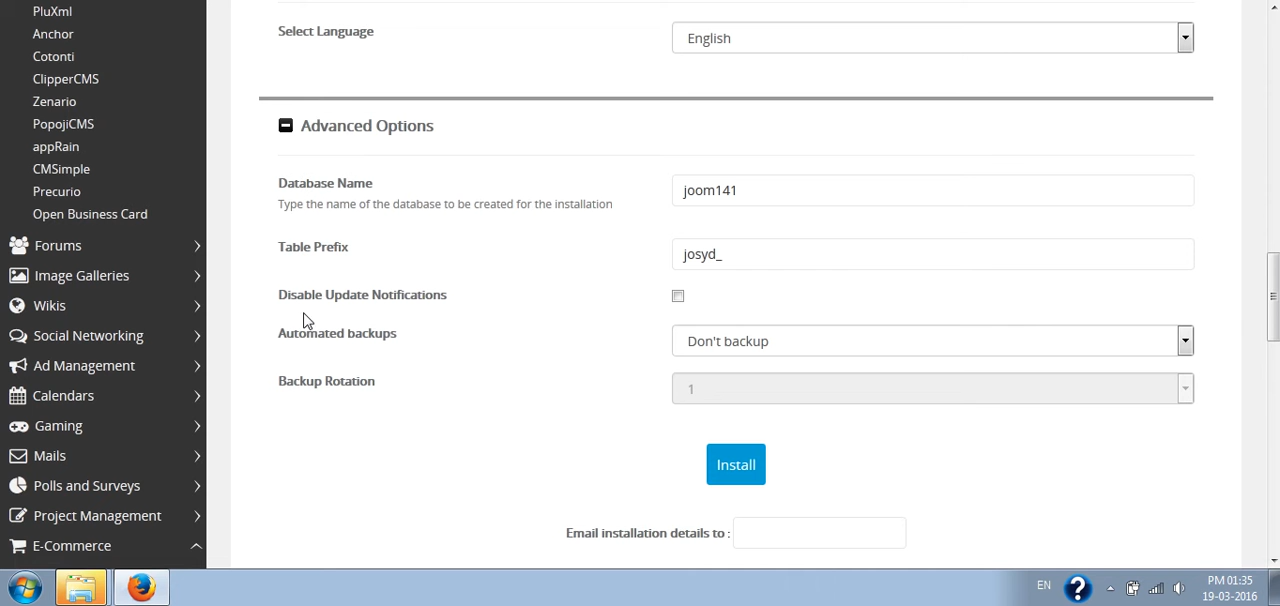 PluXml
Anchor
Cotonti
ClipperCMS
Zenario
PopojiCMS
appRain
CMSimple
Precurio
Open Business Card
Forums
Image Galleries
Wikis
Social Networking
Ad Management
Calendars
Gaming
Mails
Polls and Surveys
Project Management
E-Commerce
Select Language
English
Advanced Options
Database Name
Type the name of the database to be created for the installation
joom141
Table Prefix
josyd_
Disable Update Notifications
Automated backups
Don't backup
Backup Rotation
1
Install
Email installation details to :
EN
?
PM 01:35
19-03-2016